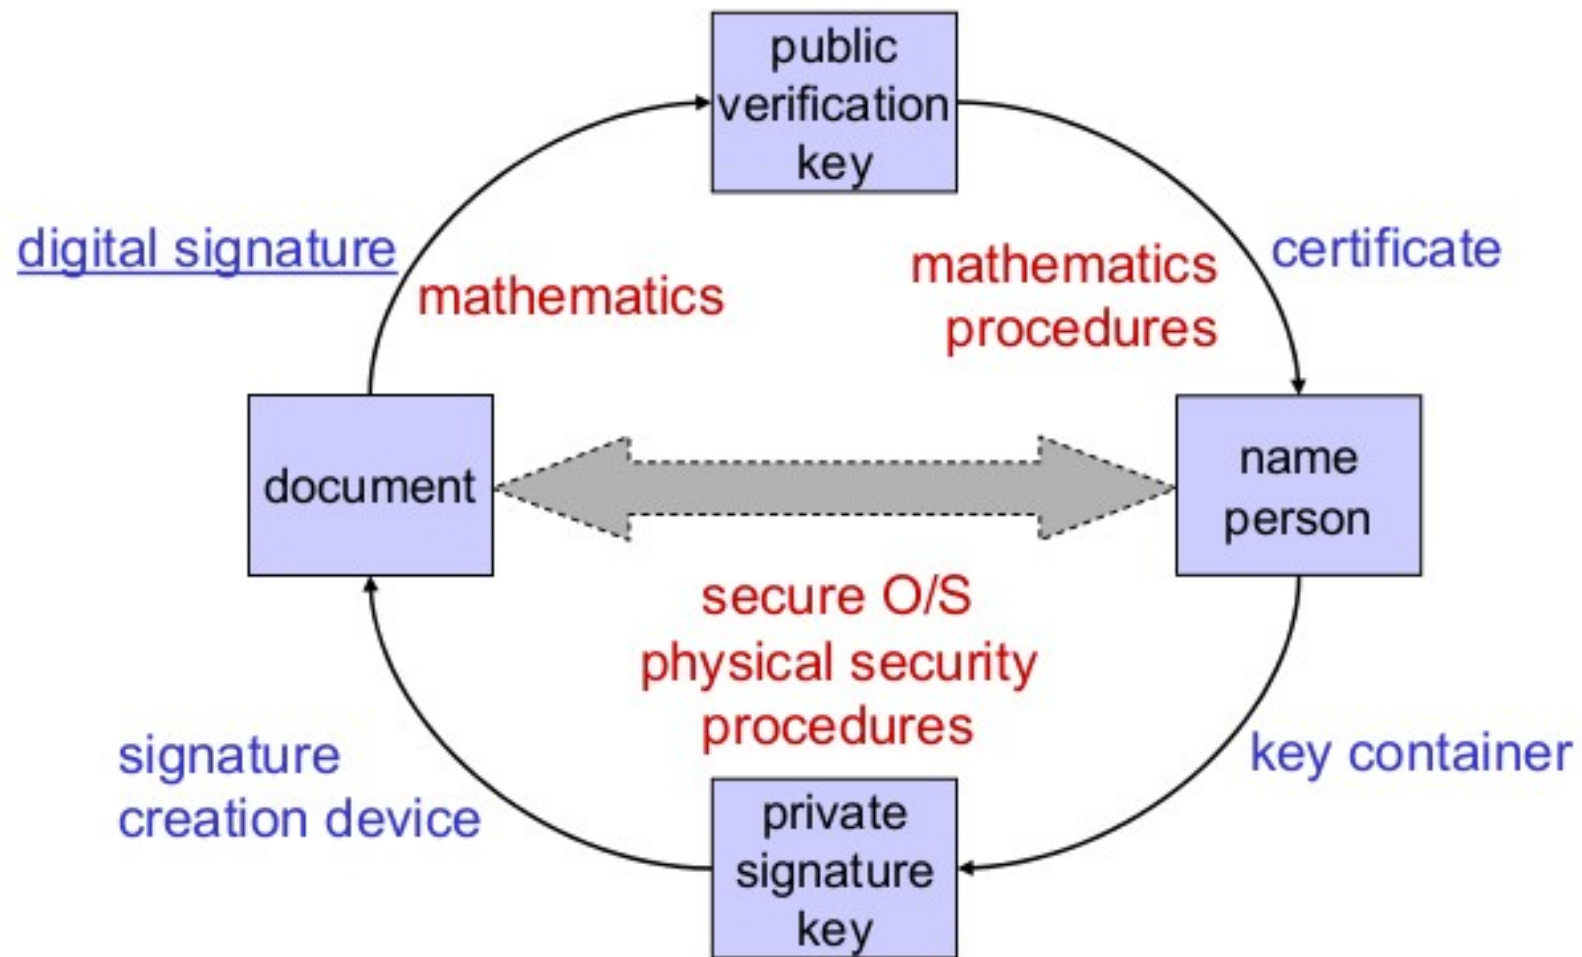 public
verification
key
digital signature
certificate
mathematics
mathematics
procedures
document
name
person
secure O/S
physical security
procedures
signature
creation device
key container
private
signature
key